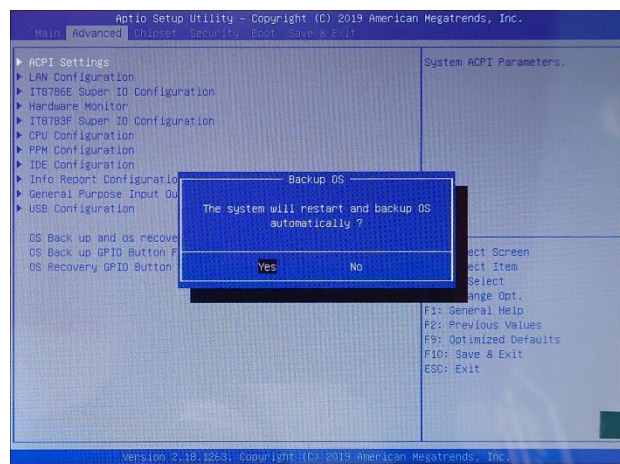 Aptio Setup Utility – Copyright (C) 2019 American Megatrends, Inc.
Main Advanced Chipset Security Boot Save & Exit
ACPI Settings
LAN Configuration
IT8786E Super IO Configuration
Hardware Monitor
IT8783F Super IO Configuration
CPU Configuration
PPM Configuration
IDE Configuration
Info Report Configuratio
General Purpose Input Ou
USB Configuration
OS Back up and os recove
OS Back up GPIO Button F
OS Recovery GPIO Button
System ACPI Parameters.
Backup OS
The system will restart and backup OS
automatically ?
Yes No
ect Screen
ect Item
Select
ange Opt.
F1: General Help
F2: Previous Values
F9: Optimized Defaults
F10: Save & Exit
ESC: Exit
Version 2.18.1263. Copyright (C) 2019 American Megatrends, Inc.